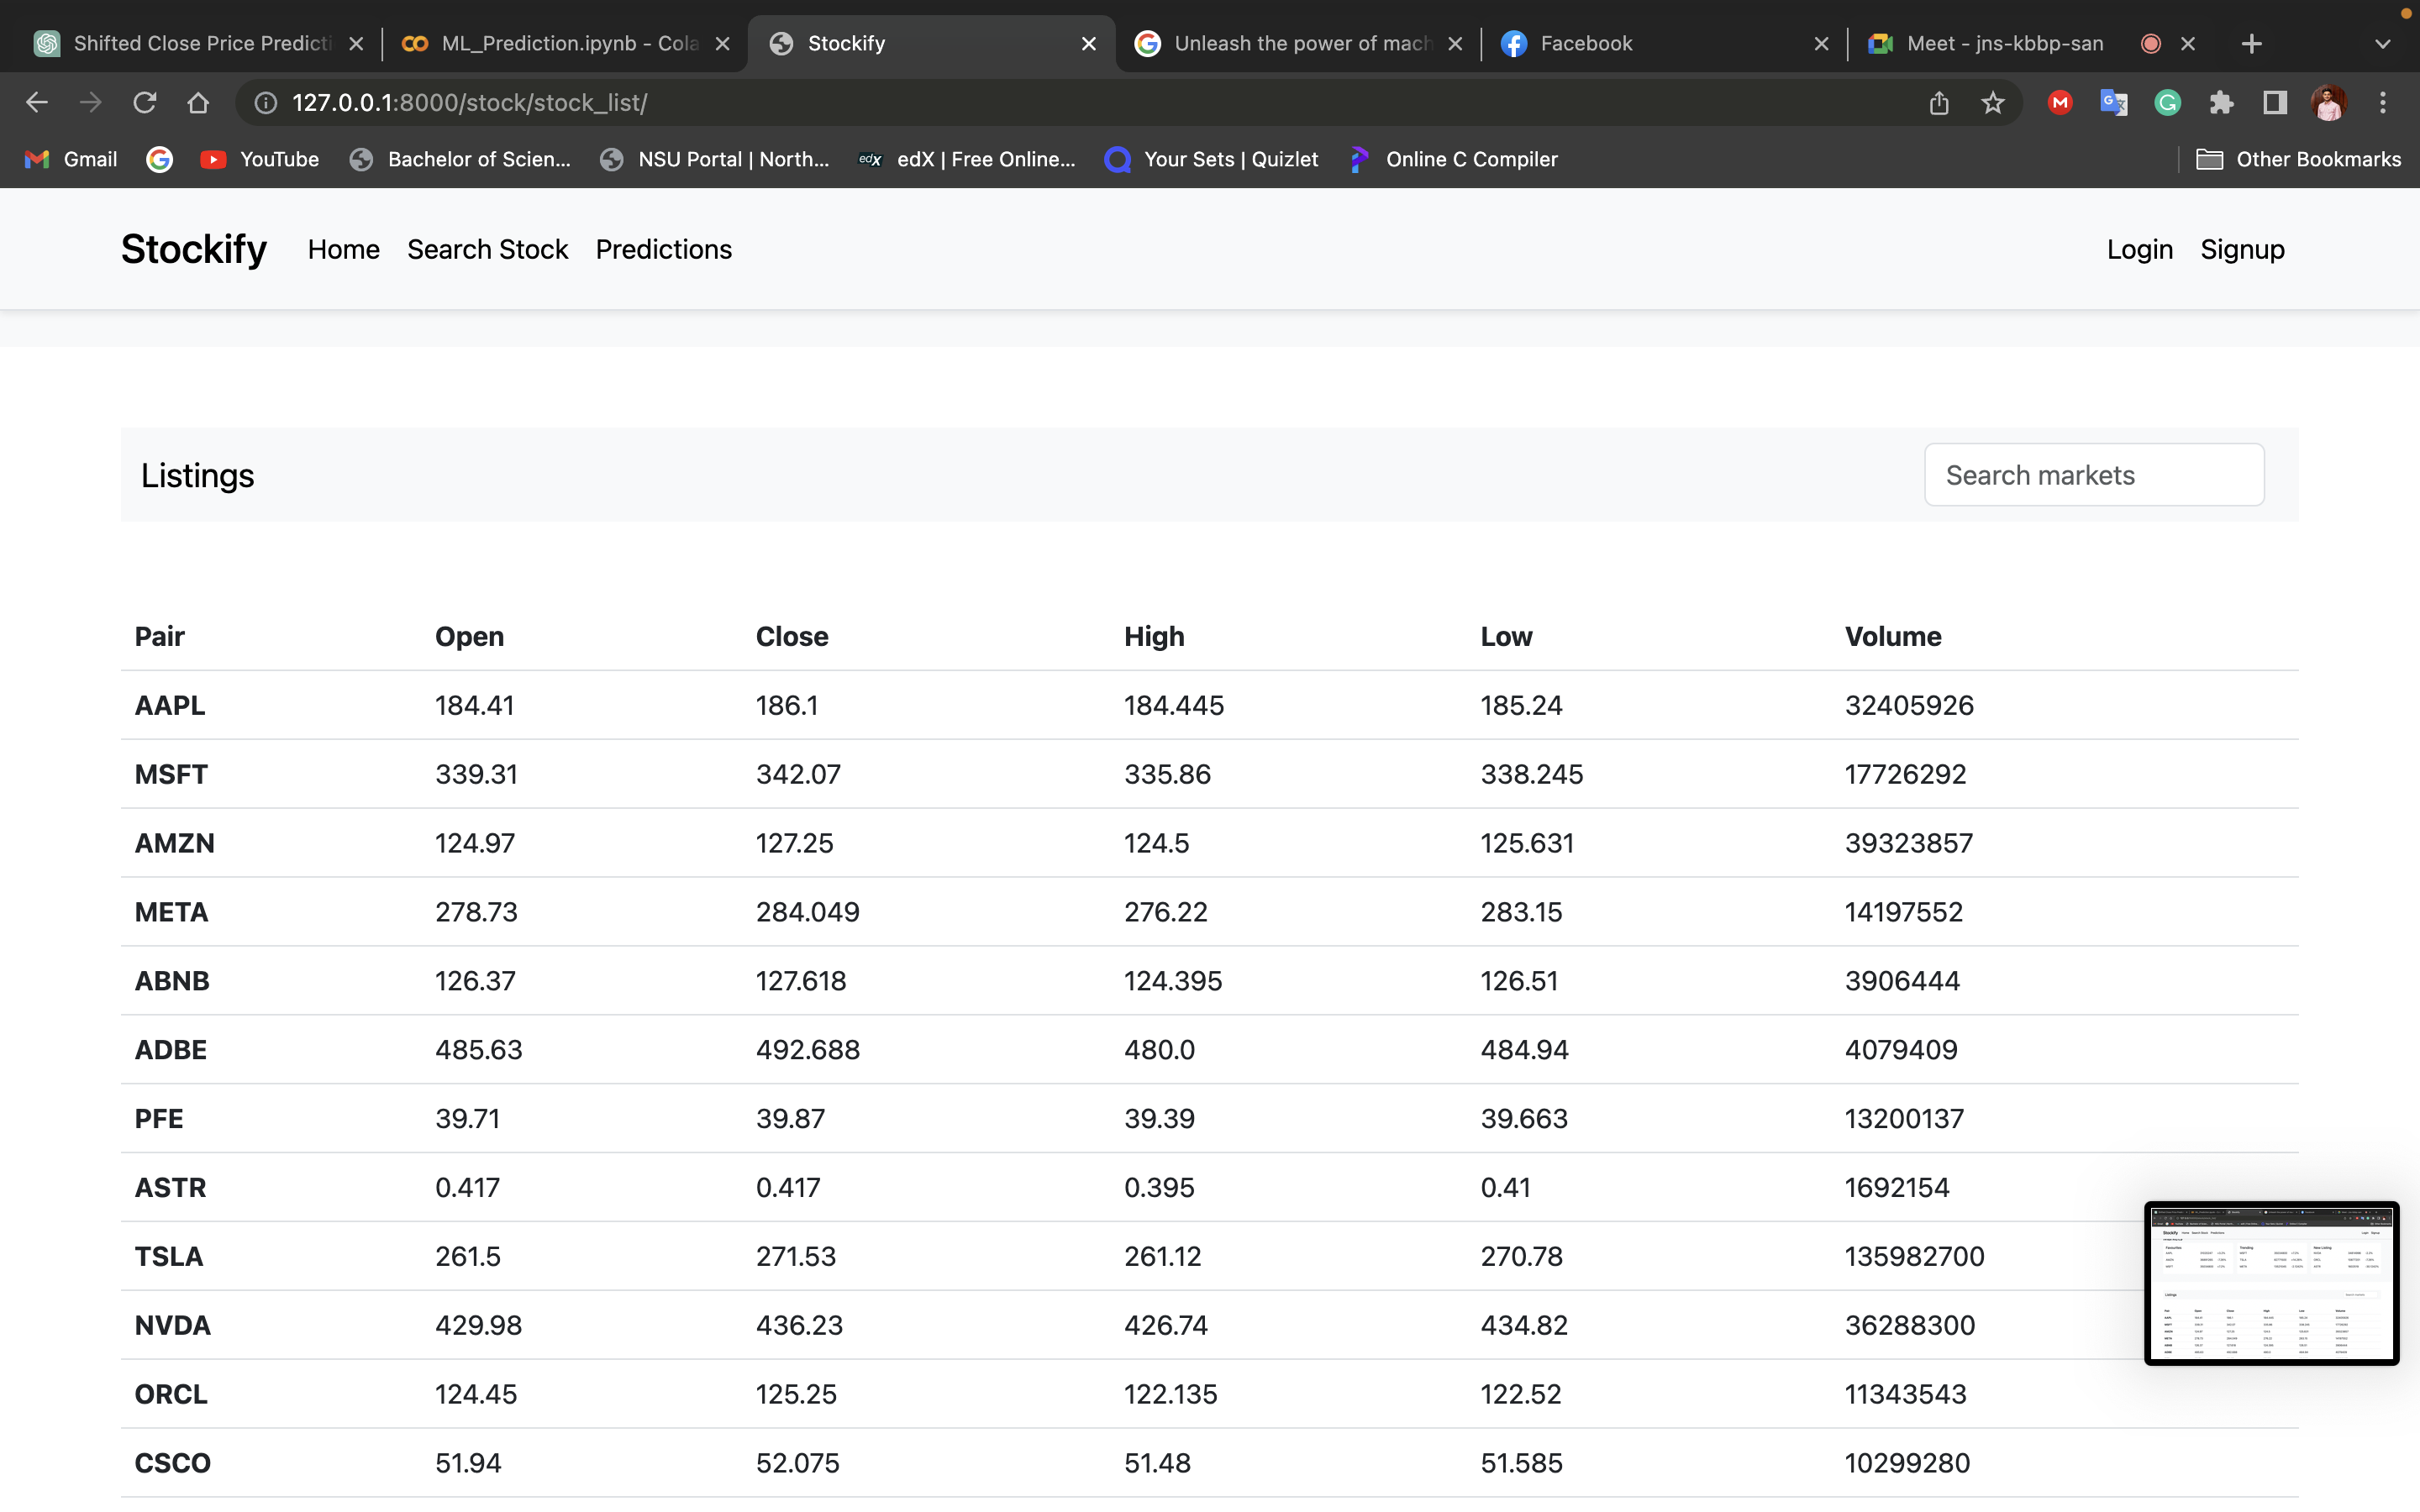 Shifted Close Price Predicti
ML_Prediction.ipynb - Cola
Stockify
Unleash the power of mach
Facebook
Meet - jns-kbbp-san
127.0.0.1:8000/stock/stock_list/
Gmail
YouTube
Bachelor of Scien...
NSU Portal | North...
edX
edX | Free Online...
Your Sets | Quizlet
Online C Compiler
Other Bookmarks
Stockify Home Search Stock Predictions Login Signup
Listings Search markets
Pair Open Close High Low Volume
AAPL 184.41 186.1 184.445 185.24 32405926
MSFT 339.31 342.07 335.86 338.245 17726292
AMZN 124.97 127.25 124.5 125.631 39323857
META 278.73 284.049 276.22 283.15 14197552
ABNB 126.37 127.618 124.395 126.51 3906444
ADBE 485.63 492.688 480.0 484.94 4079409
PFE 39.71 39.87 39.39 39.663 13200137
ASTR 0.417 0.417 0.395 0.41 1692154
TSLA 261.5 271.53 261.12 270.78 135982700
NVDA 429.98 436.23 426.74 434.82 36288300
ORCL 124.45 125.25 122.135 122.52 11343543
CSCO 51.94 52.075 51.48 51.585 10299280